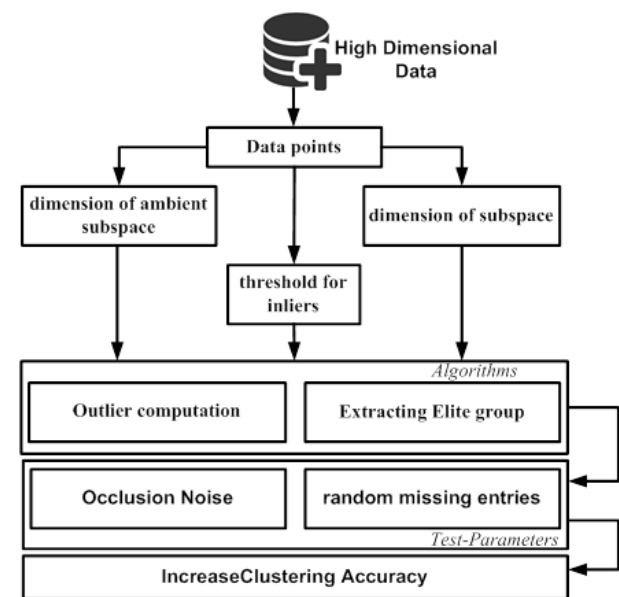 High Dimensional
Data
Data points
dimension of ambient
subspace
dimension of subspace
threshold for
inliers
Algorithms
Outlier computation
Extracting Elite group
Occlusion Noise
random missing entries
Test-Parameters
IncreaseClustering Accuracy